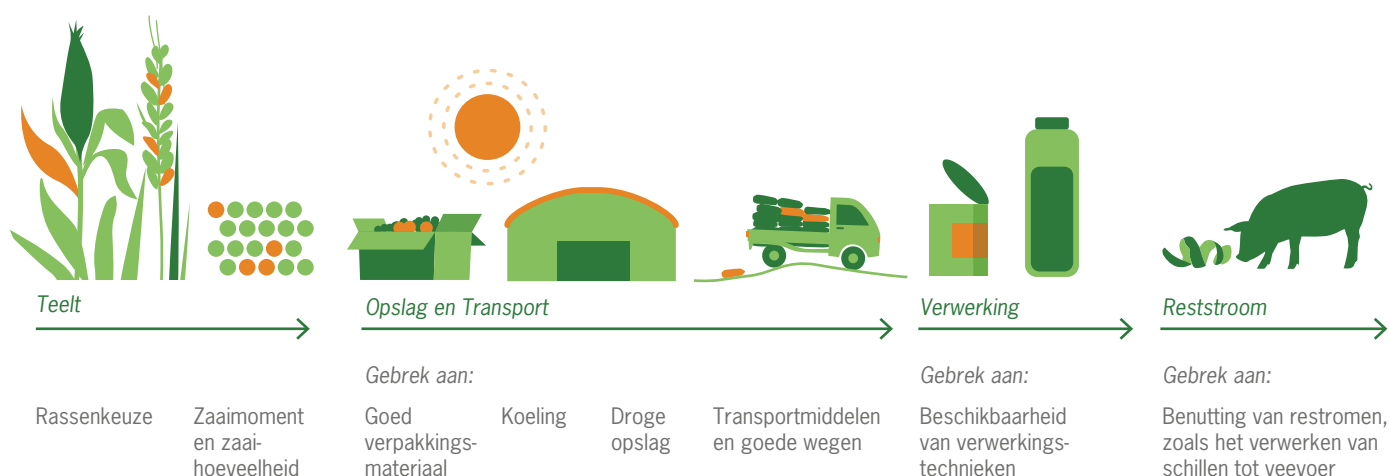 Teelt
Opslag en Transport
Verwerking
Reststroom
Gebrek aan:
Gebrek aan:
Gebrek aan:
Rassenkeuze
Zaaimoment
en zaai-
hoeveelheid
Goed
verpakkings-
materiaal
Koeling
Droge
opslag
Transportmiddelen
en goede wegen
Beschikbaarheid
van verwerkings-
technieken
Benutting van restromen,
zoals het verwerken van
schillen tot veevoer